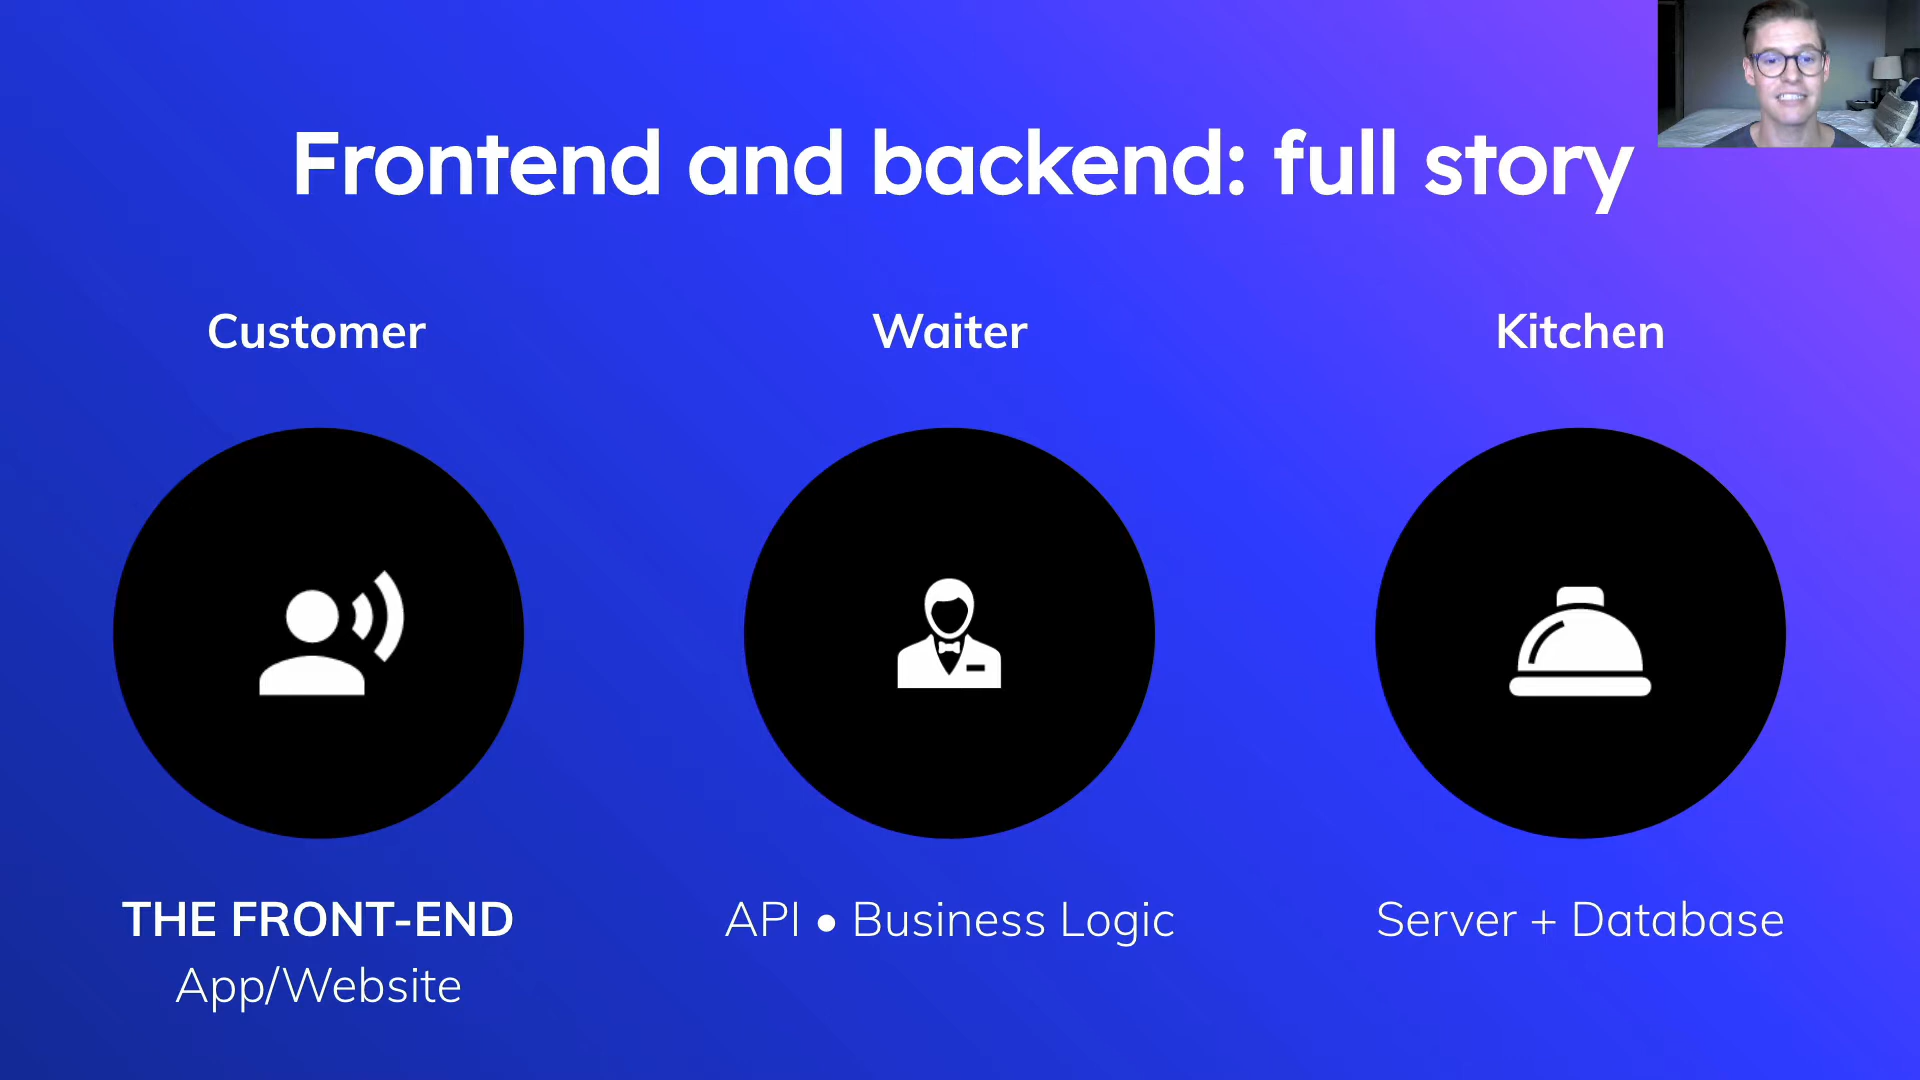 Frontend and backend: full story
Customer
Waiter
Kitchen
THE FRONT-END
App/Website
API ● Business Logic
Server + Database